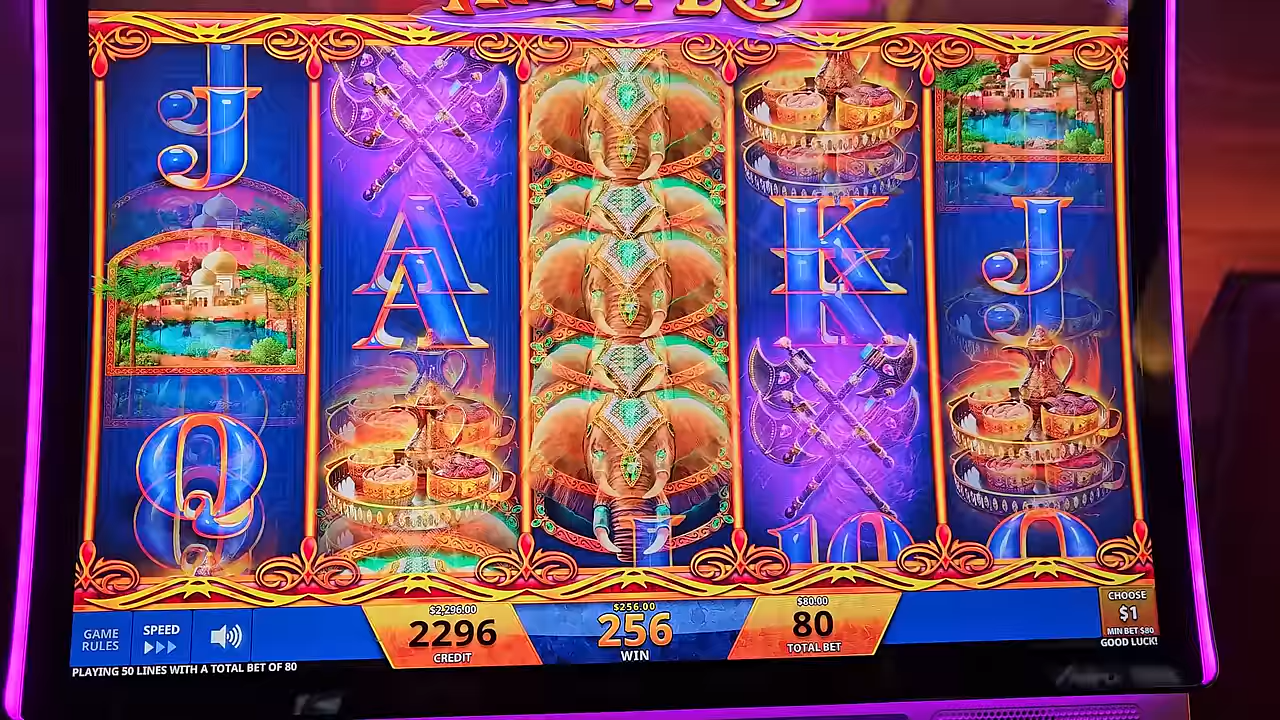 J
A
A
K
K
J
J
Q
10
GAME RULES
SPEED
$2,296.00
2296
CREDIT
$256.00
256
WIN
$80.00
80
TOTAL BET
CHOOSE
$1
MIN BET $80
GOOD LUCK!
PLAYING 50 LINES WITH A TOTAL BET OF 80